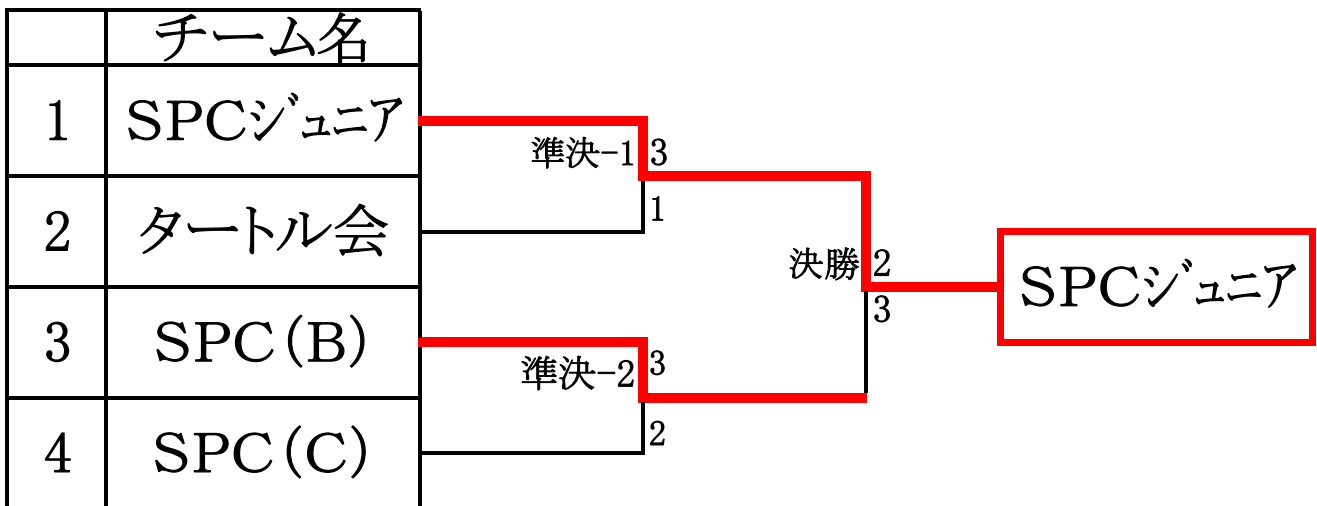 チーム名
1 SPCジュニア
準決-1 3
1
2 タートル会
決勝 2
SPCジュニア
3
3 SPC(B)
準決-2 3
2
4 SPC(C)